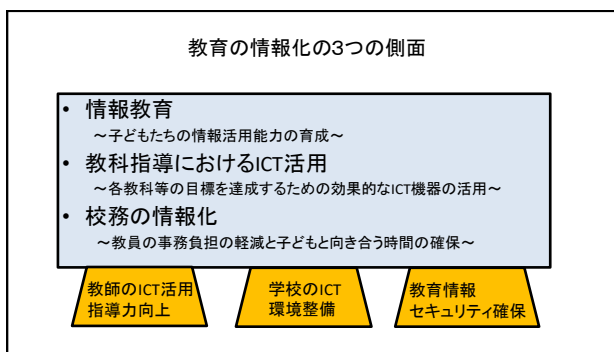 教育の情報化の3つの側面
• 情報教育
～子どもたちの情報活用能力の育成～
• 教科指導におけるICT活用
～各教科等の目標を達成するための効果的なICT機器の活用～
• 校務の情報化
～教員の事務負担の軽減と子どもと向き合う時間の確保～
教師のICT活用
指導力向上
学校のICT
環境整備
教育情報
セキュリティ確保